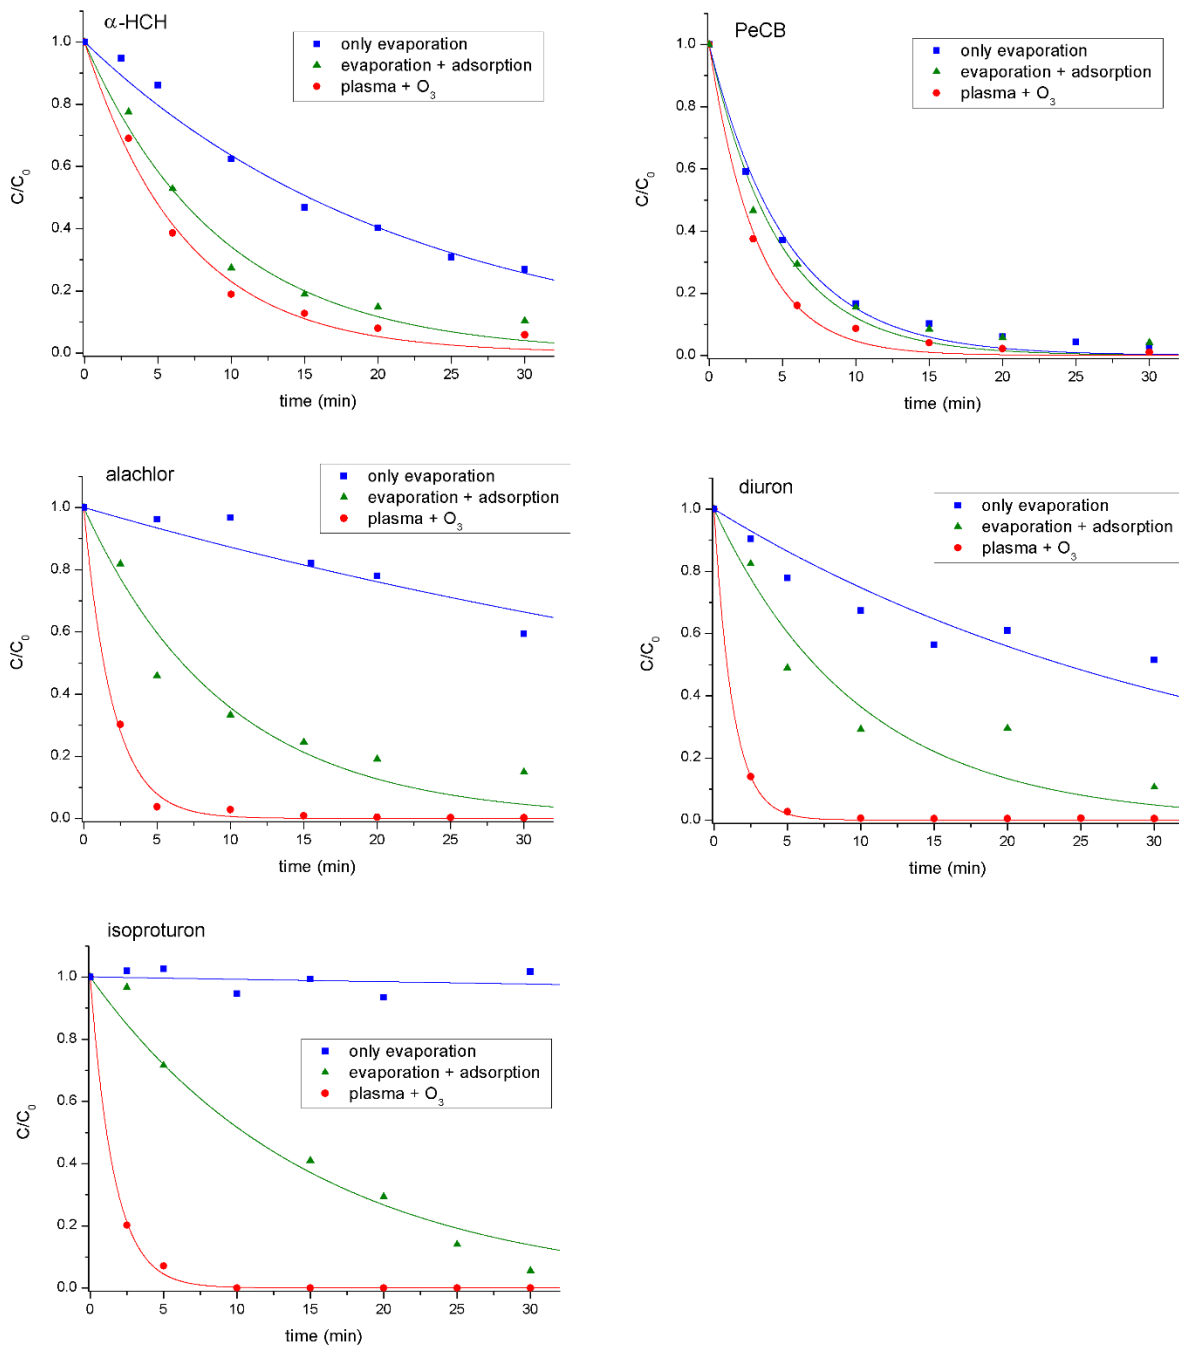 α-HCH
only evaporation
evaporation + adsorption
plasma + O3
1.0
0.8
0.6
0.4
0.2
0.0
C/C0
0 5 10 15 20 25 30
time (min)
PeCB
only evaporation
evaporation + adsorption
plasma + O3
1.0
0.8
0.6
0.4
0.2
0.0
C/C0
0 5 10 15 20 25 30
time (min)
alachlor
only evaporation
evaporation + adsorption
plasma + O3
1.0
0.8
0.6
0.4
0.2
0.0
C/C0
0 5 10 15 20 25 30
time (min)
diuron
only evaporation
evaporation + adsorption
plasma + O3
1.0
0.8
0.6
0.4
0.2
0.0
C/C0
0 5 10 15 20 25 30
time (min)
isoproturon
1.0
0.8
0.6
0.4
0.2
0.0
C/C0
only evaporation
evaporation + adsorption
plasma + O3
0 5 10 15 20 25 30
time (min)